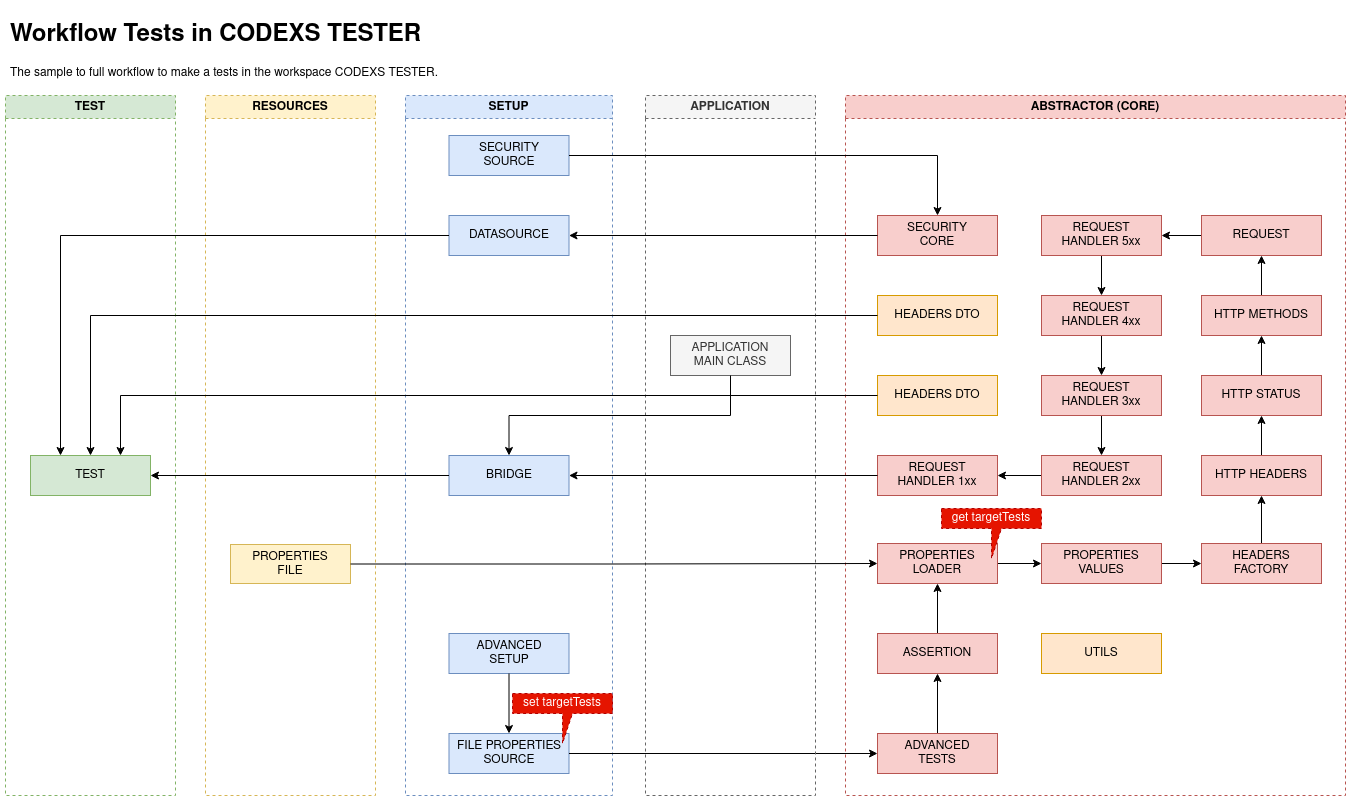 Workflow Tests in CODEXS TESTER
The sample to full workflow to make a tests in the workspace CODEXS TESTER.
TEST
RESOURCES
SETUP
APPLICATION
ABSTRACTOR (CORE)
SECURITY
SOURCE
DATASOURCE
SECURITY
CORE
REQUEST
HANDLER 5xx
REQUEST
HEADERS DTO
REQUEST
HANDLER 4xx
HTTP METHODS
APPLICATION
MAIN CLASS
HEADERS DTO
REQUEST
HANDLER 3xx
HTTP STATUS
TEST
BRIDGE
REQUEST
HANDLER 1xx
REQUEST
HANDLER 2xx
HTTP HEADERS
get targetTests
PROPERTIES
FILE
PROPERTIES
LOADER
PROPERTIES
VALUES
HEADERS
FACTORY
ADVANCED
SETUP
ASSERTION
UTILS
set targetTests
FILE PROPERTIES
SOURCE
ADVANCED
TESTS